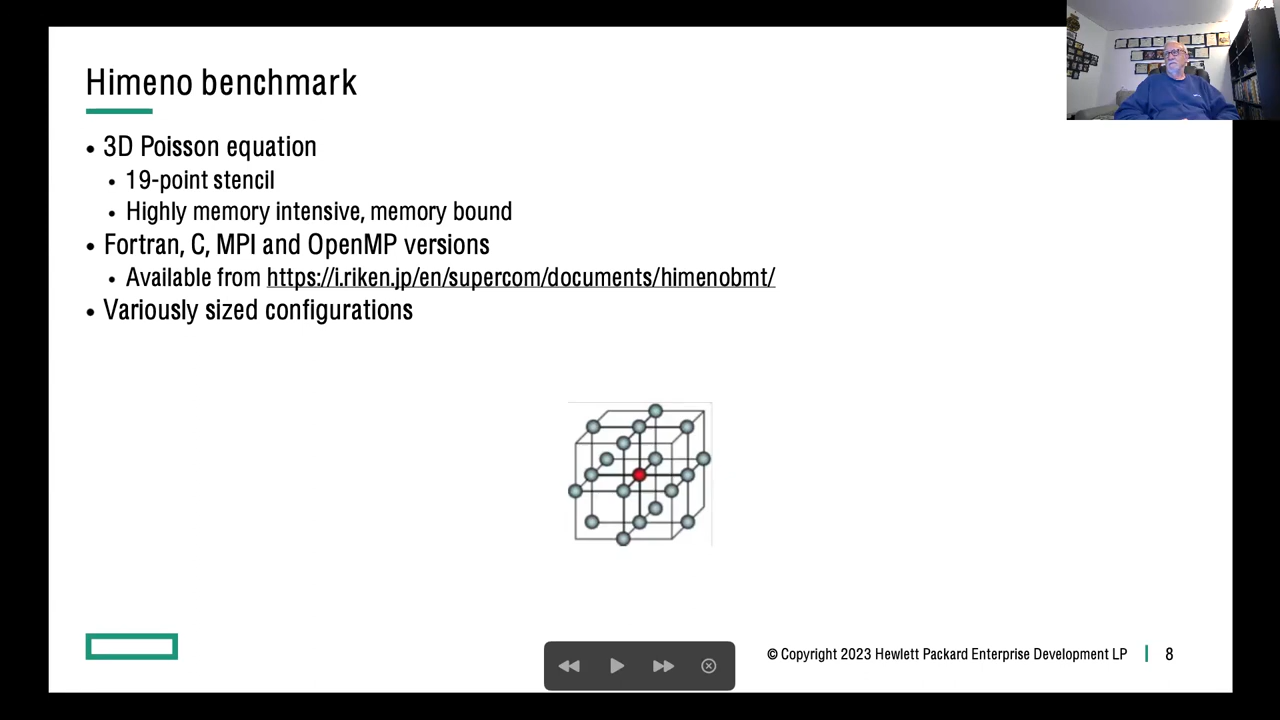 Himeno benchmark
• 3D Poisson equation
• 19-point stencil
• Highly memory intensive, memory bound
• Fortran, C, MPI and OpenMP versions
• Available from https://i.riken.jp/en/supercom/documents/himenobmt/
• Variously sized configurations
© Copyright 2023 Hewlett Packard Enterprise Development LP | 8